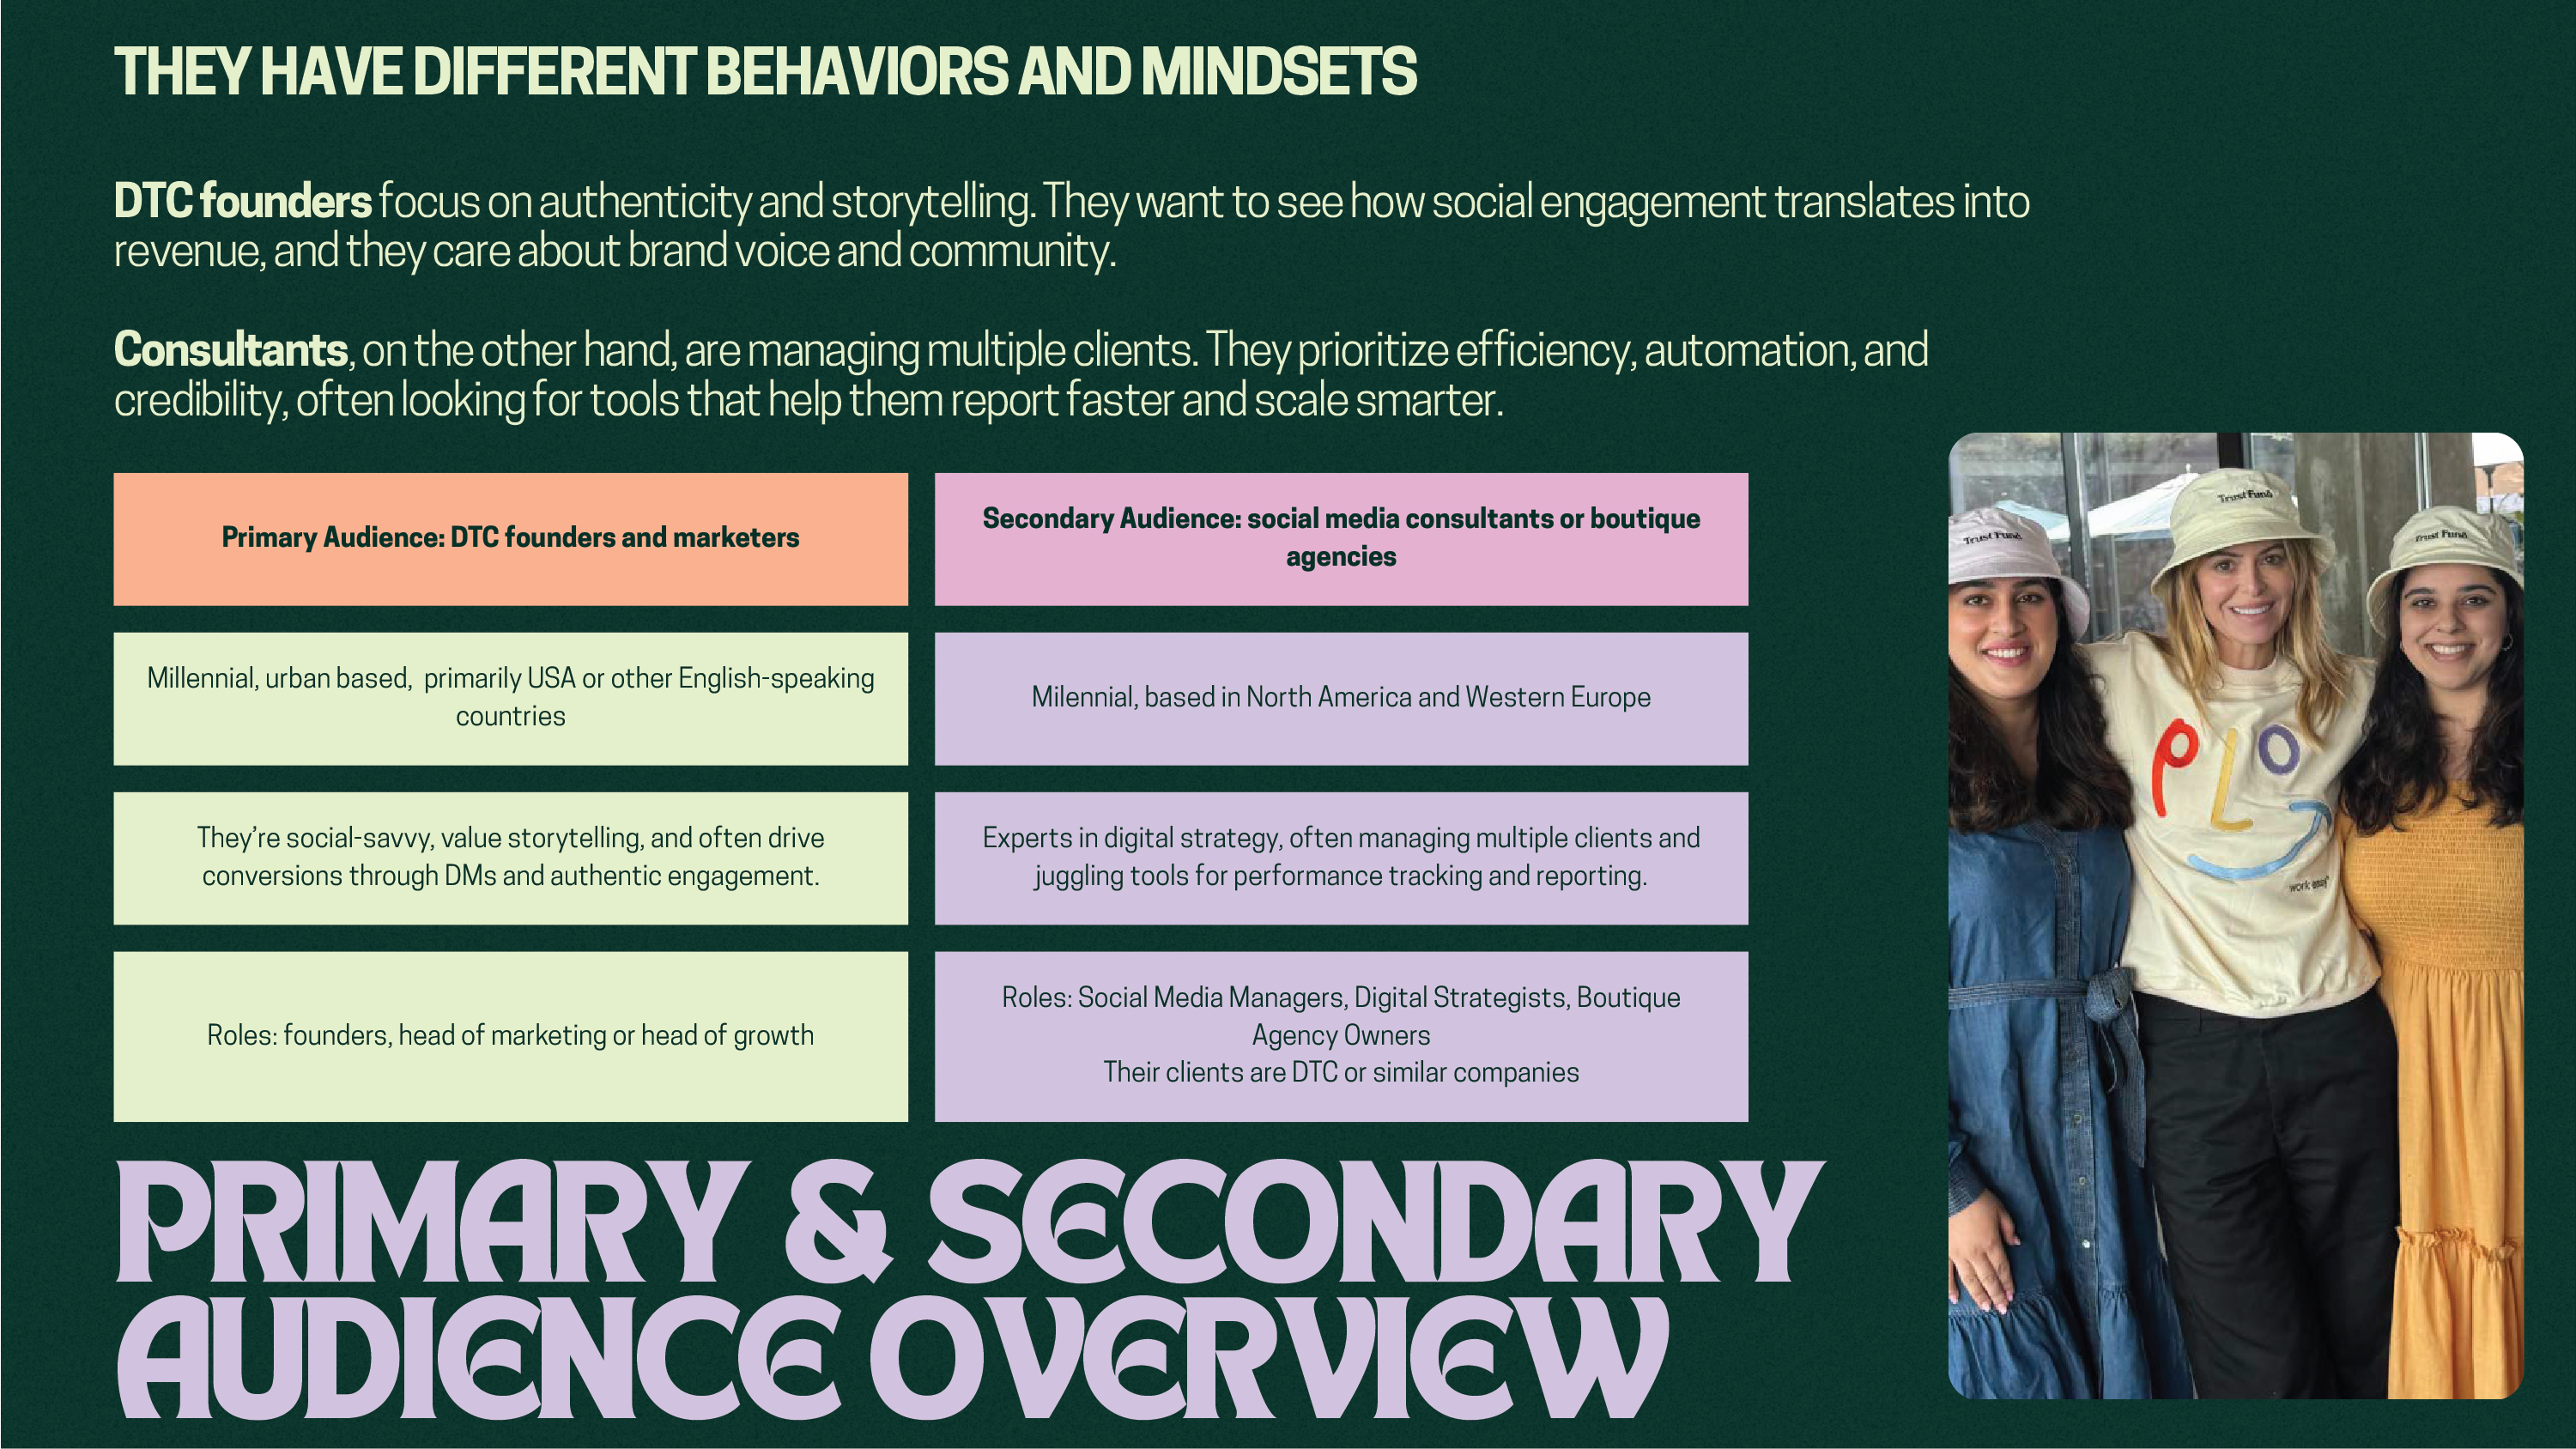 THEY HAVE DIFFERENT BEHAVIORS AND MINDSETS
DTC founders focus on authenticity and storytelling. They want to see how social engagement translates into
revenue, and they care about brand voice and community.
Consultants, on the other hand, are managing multiple clients. They prioritize efficiency, automation, and
credibility, often looking for tools that help them report faster and scale smarter.
Primary Audience: DTC founders and marketers
Secondary Audience: social media consultants or boutique
agencies
Millennial, urban based,  primarily USA or other English-speaking
countries
Milennial, based in North America and Western Europe
They’re social-savvy, value storytelling, and often drive
conversions through DMs and authentic engagement.
Experts in digital strategy, often managing multiple clients and
juggling tools for performance tracking and reporting.
Roles: founders, head of marketing or head of growth
Roles: Social Media Managers, Digital Strategists, Boutique
Agency Owners
Their clients are DTC or similar companies
Trust Fund
Trust Fund
Trust Fund
PLO
work
PRIMARY & SECONDARY
AUDIENCE OVERVIEW